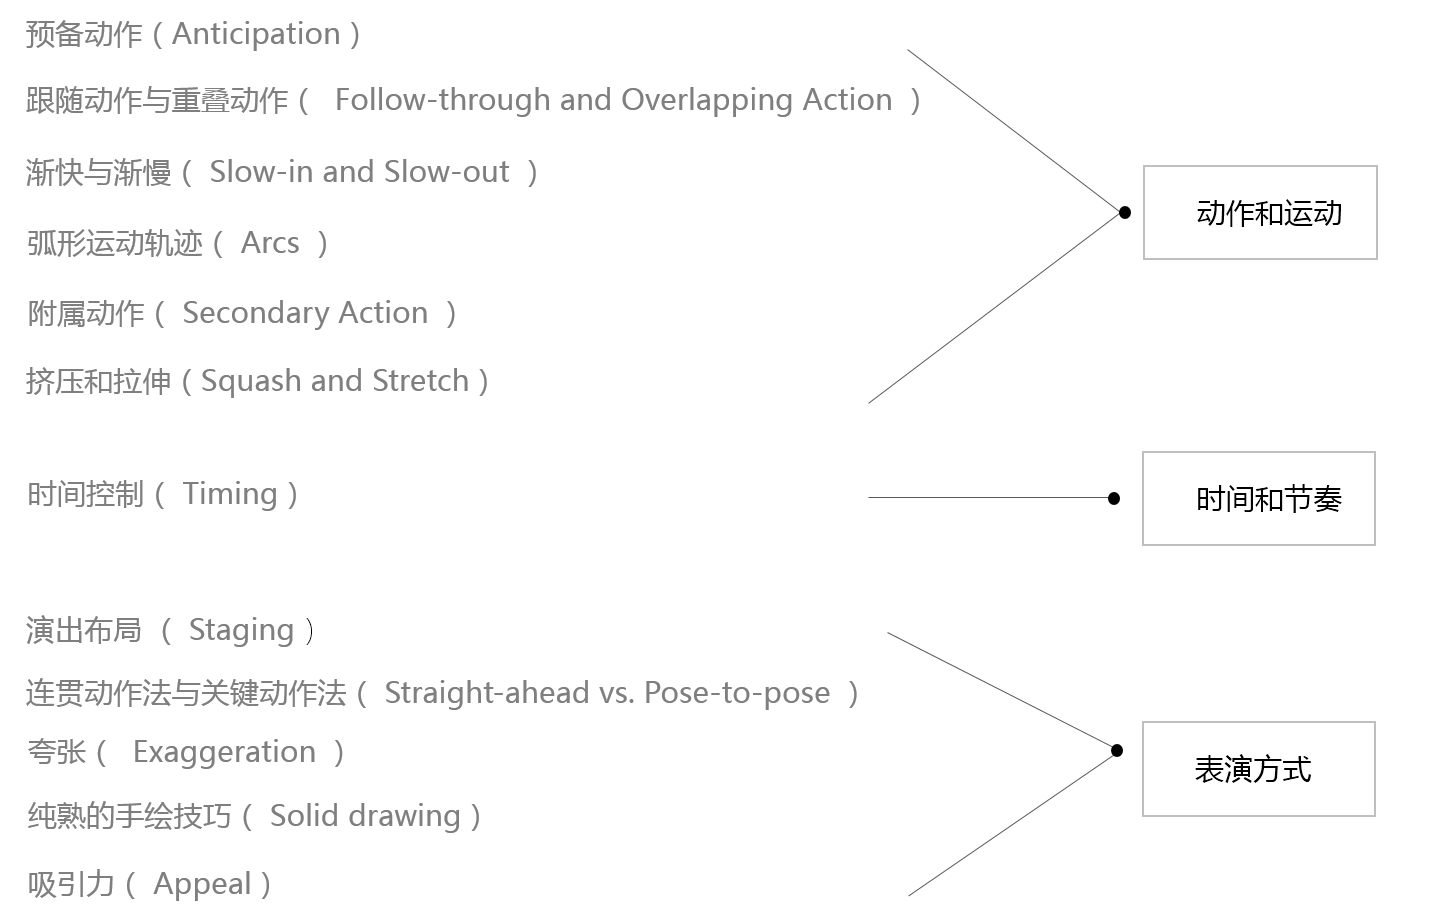 预备动作（Anticipation）
跟随动作与重叠动作（ Follow-through and Overlapping Action ）
渐快与渐慢（ Slow-in and Slow-out ）
弧形运动轨迹（ Arcs ）
附属动作（ Secondary Action ）
挤压和拉伸（Squash and Stretch）
动作和运动
时间控制（ Timing）
时间和节奏
演出布局 （ Staging）
连贯动作法与关键动作法（ Straight-ahead vs. Pose-to-pose ）
夸张（ Exaggeration ）
纯熟的手绘技巧（ Solid drawing）
吸引力（ Appeal）
表演方式